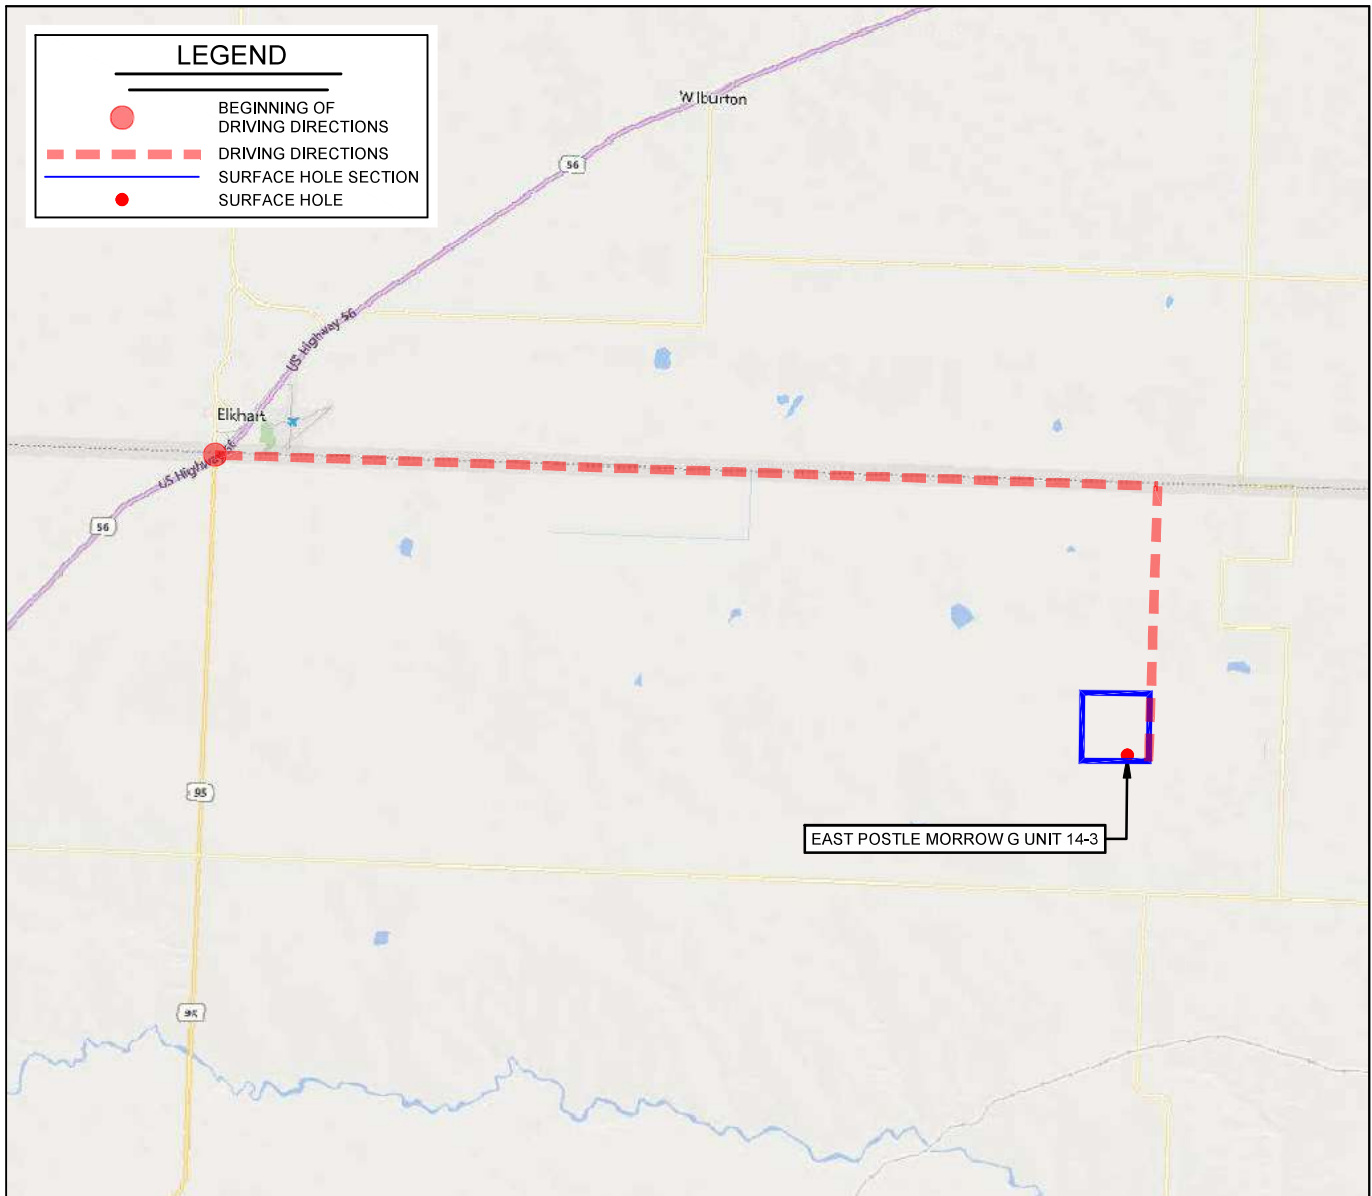 LEGEND
BEGINNING OF
DRIVING DIRECTIONS
DRIVING DIRECTIONS
SURFACE HOLE SECTION
SURFACE HOLE
Wilburton
56
US Highway 56
Elkhart
US Highway 56
56
95
EAST POSTLE MORROW G UNIT 14-3
95